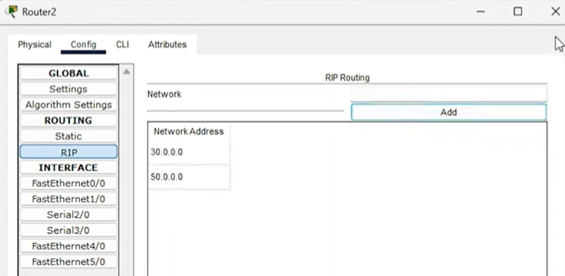 Router2
Physical Config CLI Attributes
GLOBAL
Settings
Algorithm Settings
ROUTING
Static
RIP
INTERFACE
FastEthernet0/0
FastEthernet1/0
Serial2/0
Serial3/0
FastEthernet4/0
FastEthernet5/0
RIP Routing
Network
Add
Network Address
30.0.0.0
50.0.0.0